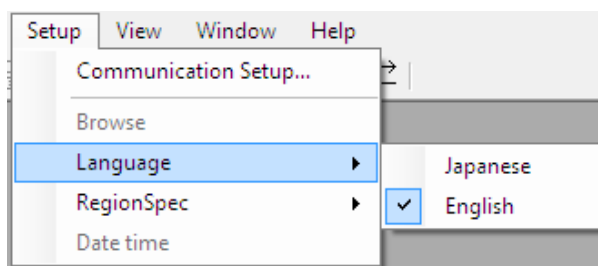 Setup View Window Help
Communication Setup...
Browse
Language
Japanese
RegionSpec
English
Date time